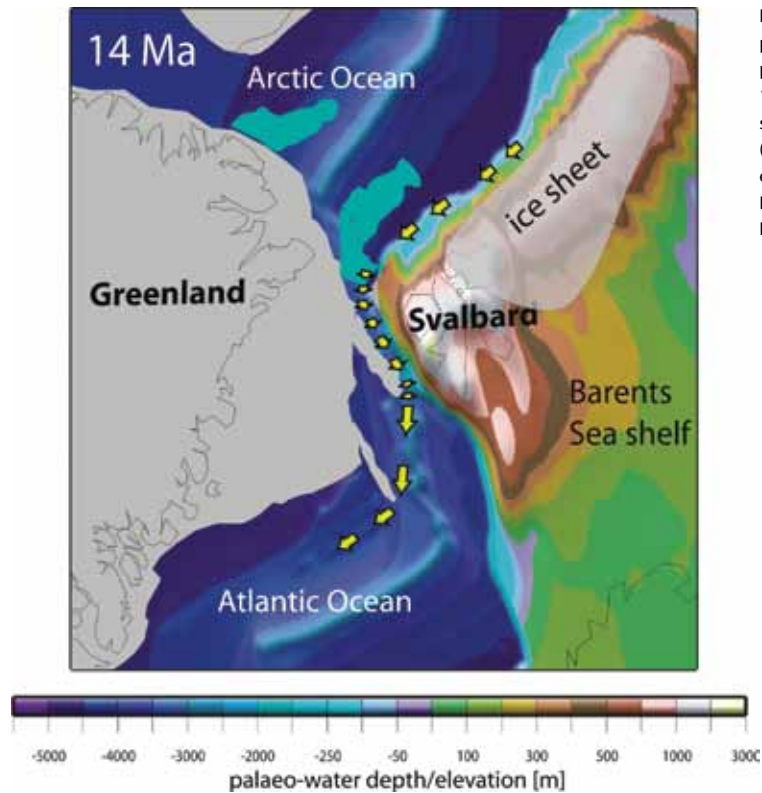 14 Ma
Arctic Ocean
ice sheet
Greenland
Svalbard
Barents
Sea shelf
Atlantic Ocean
-5000 -4000 -3000 -2000 -250 -50 100 300 500 1000
palaeo-water depth/elevation [m]